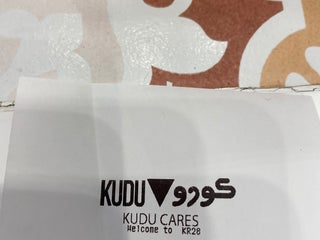 KUDU كودو
KUDU CARES
Welcome to KR28